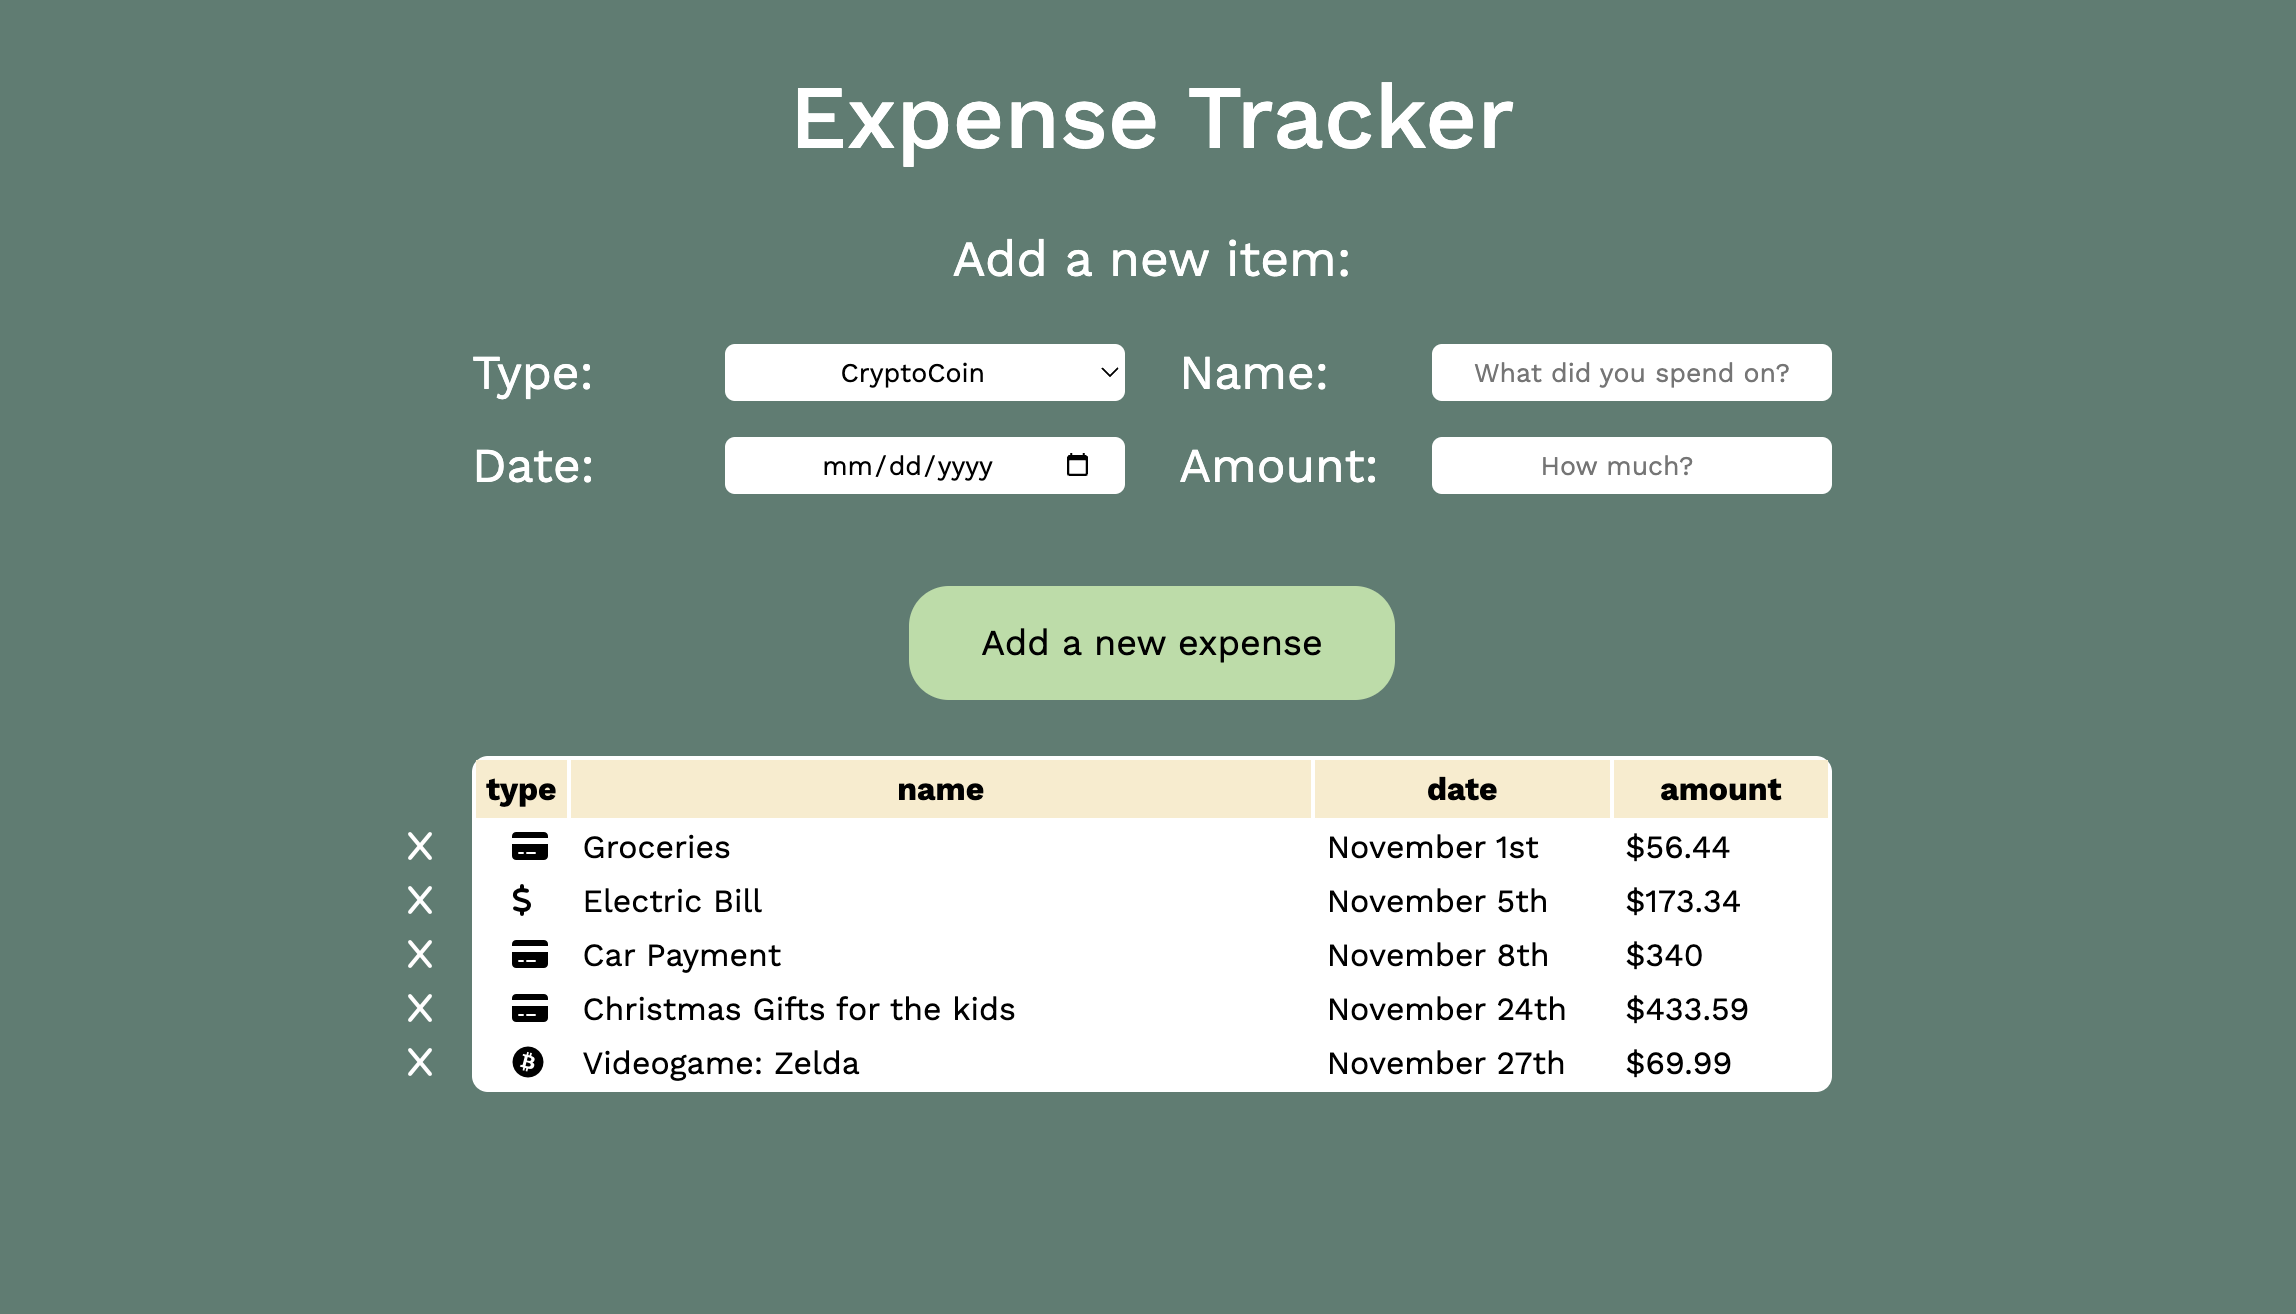 Expense Tracker
Add a new item:
Type: CryptoCoin Name: What did you spend on?
Date: mm/dd/yyyy Amount: How much?
Add a new expense
type name date amount
X Groceries November 1st $56.44
X $ Electric Bill November 5th $173.34
X Car Payment November 8th $340
X Christmas Gifts for the kids November 24th $433.59
X Videogame: Zelda November 27th $69.99